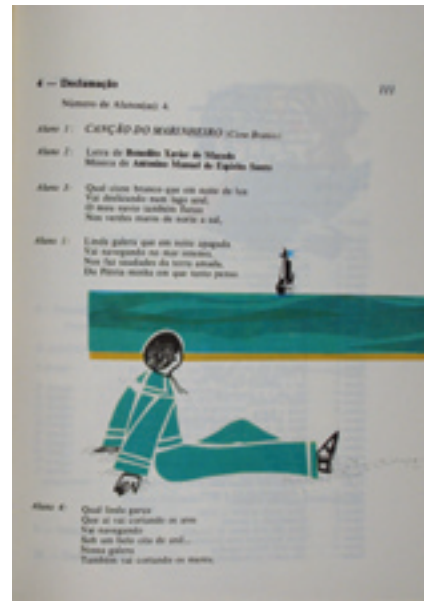 4 — Declamação
III
Número de Alunos(as) 4
Aluno 1: CANÇÃO DO MARINHEIRO (Cisne Branco)
Aluno 2: Letra de Benedito Xavier de Macedo
Música de Antonino Manuel do Espírito Santo
Aluno 3: Qual cisne branco que em noite de lua
Vai deslizando num lago azul,
O meu navio também flutua
Nos verdes mares de norte a sul,
Aluno 1: Linda galera que em noite apagada
Vai navegando no mar imenso,
Nos faz saudades da terra amada,
Da Pátria minha em que tanto penso.
Aluno 4: Qual linda garça
Que aí vai cortando os ares
Vai navegando
Sob um belo céu de anil...
Nossa galera
Também vai cortando os mares,